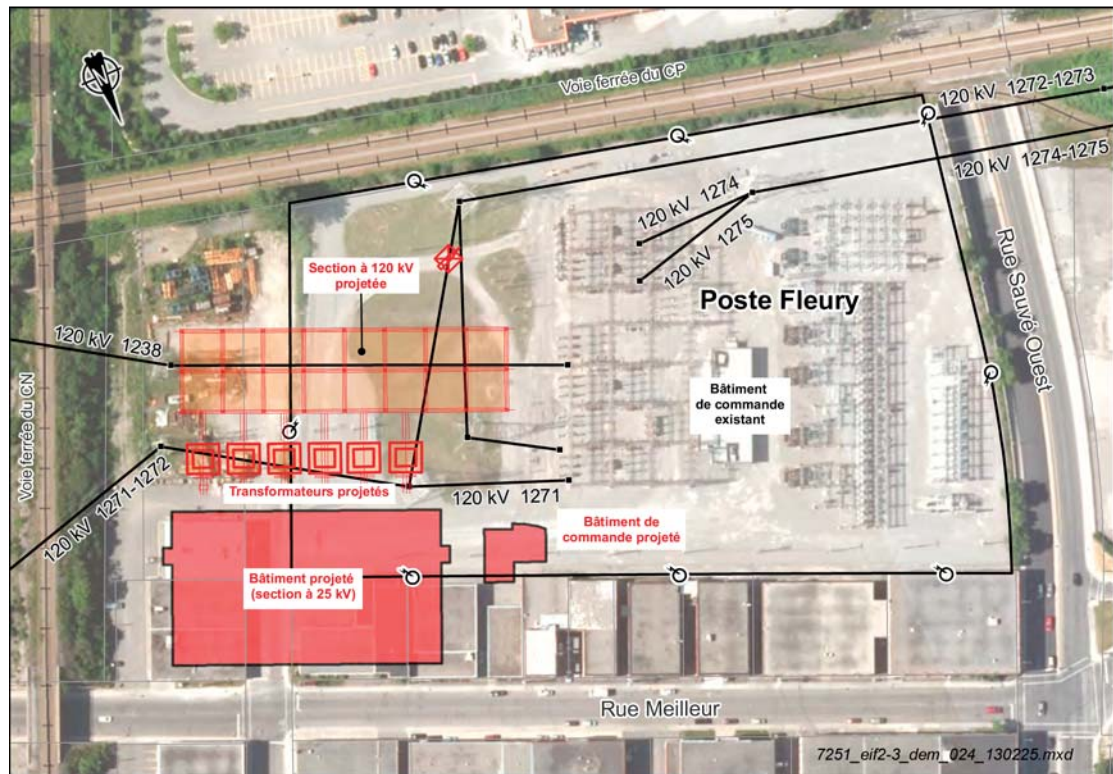 N
Voie ferrée du CP
120 kV 1272-1273
120 kV 1274-1275
120 kV 1274
120 kV 1275
Section à 120 kV
projetée
Poste Fleury
Rue Sauvé Ouest
120 kV 1238
Bâtiment
de commande
existant
Voie ferrée du CN
Transformateurs projetés
120 kV 1271
120 kV 1271-1272
Bâtiment de
commande projeté
Bâtiment projeté
(section à 25 kV)
Rue Meilleur
7251_eif2-3_dem_024_130225.mxd